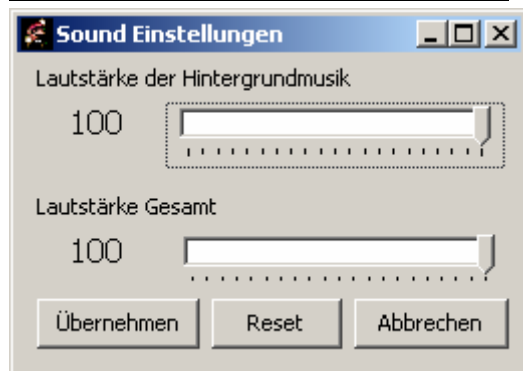 Sound Einstellungen
Lautstärke der Hintergrundmusik
100
Lautstärke Gesamt
100
Übernehmen Reset Abbrechen